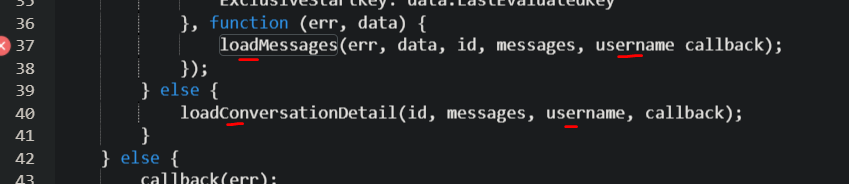 35 ExclusiveStartKey: data.LastEvaluatedKey
36 }, function (err, data) {
37 loadMessages(err, data, id, messages, username callback);
38 });
39 } else {
40 loadConversationDetail(id, messages, username, callback);
41 }
42 } else {
43 callback(err);